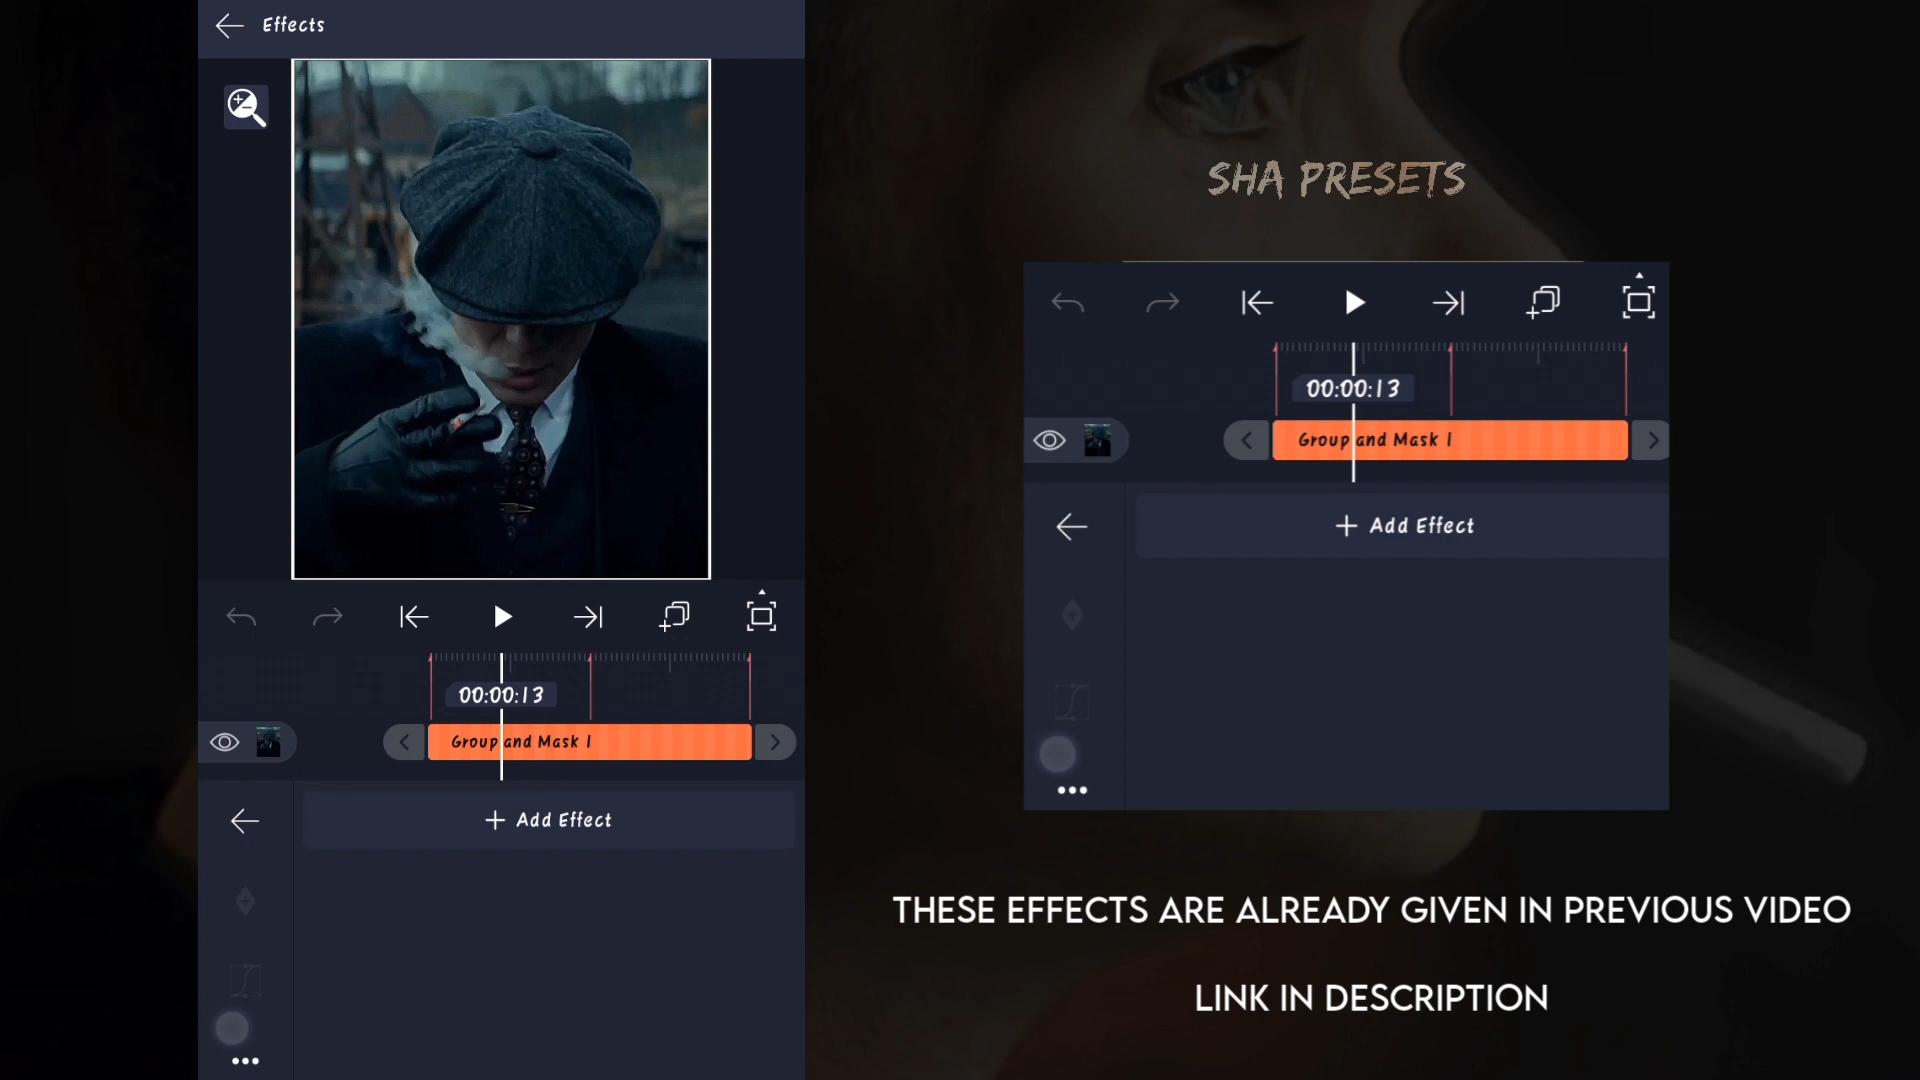 Effects
00:00:13
Group and Mask 1
+ Add Effect
SHA PRESETS
00:00:13
Group and Mask 1
+ Add Effect
THESE EFFECTS ARE ALREADY GIVEN IN PREVIOUS VIDEO
LINK IN DESCRIPTION